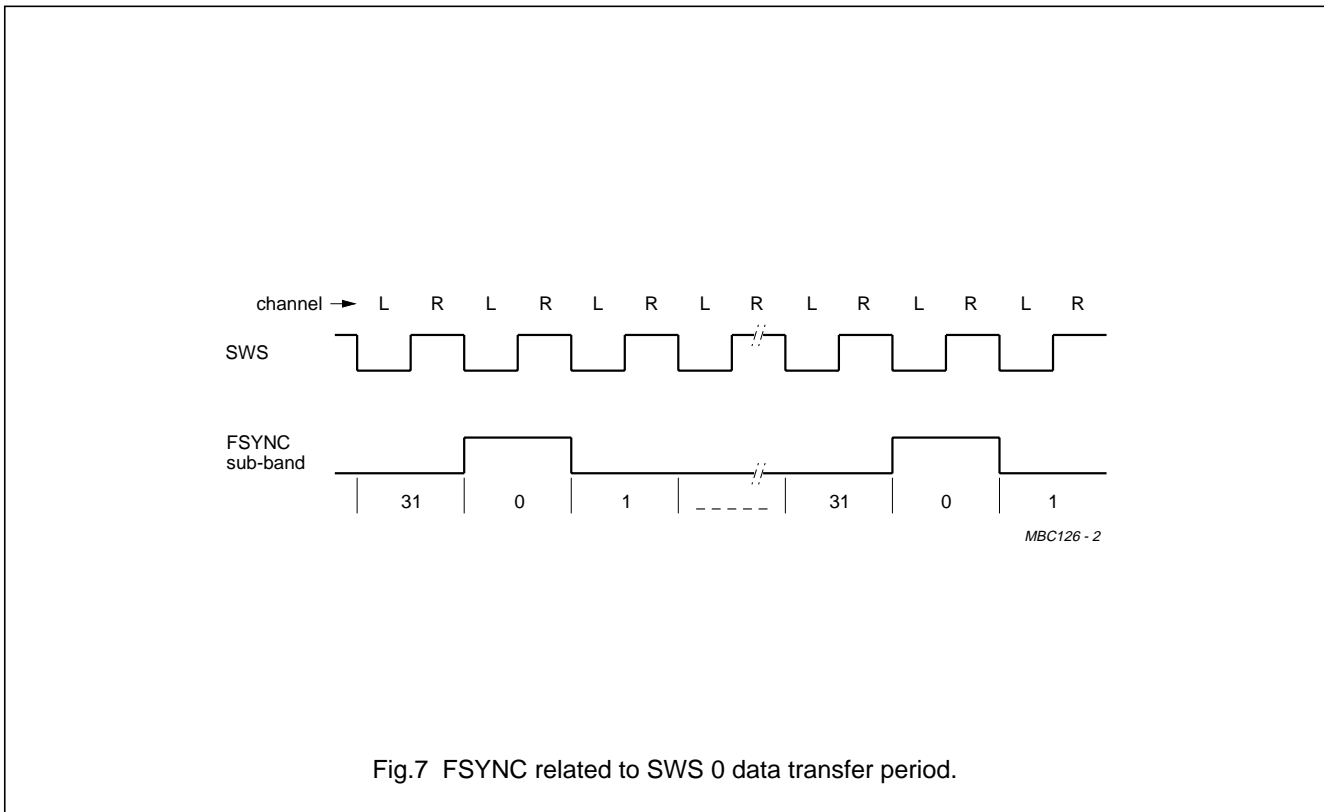 channel → L R L R L R L R L R L R L R
SWS
FSYNC
sub-band
31 0 1 _ _ _ _ _ 31 0 1
MBC126 - 2
Fig.7 FSYNC related to SWS 0 data transfer period.